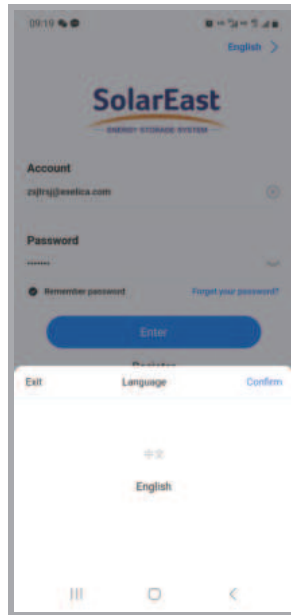 09:19
English >
SolarEast
ENERGY STORAGE SYSTEM
Account
Password
Remember password
Forget your password?
Enter
Register
Exit
Language
Confirm
中文
English